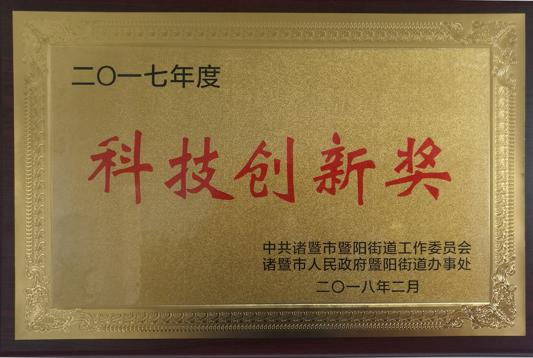 二〇一七年度
科技创新奖
中共诸暨市暨阳街道工作委员会
诸暨市人民政府暨阳街道办事处
二〇一八年二月